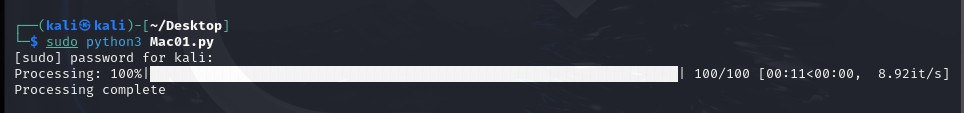 ┌──(kali㉿kali)-[~/Desktop]
└─$ sudo python3 Mac01.py
[sudo] password for kali:
Processing: 100%|██████████████████████████████████████████████████████████████████| 100/100 [00:11<00:00,  8.92it/s]
Processing complete